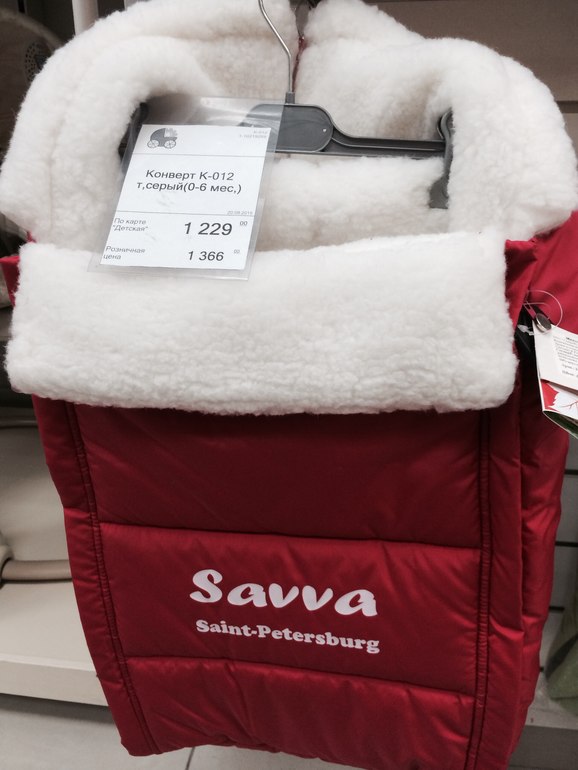 К-012
Конверт К-012
т,серый(0-6 мес,)
По карте
"Детская"
1 229 00
Розничная
цена
1 366 00
Savva
Saint-Petersburg